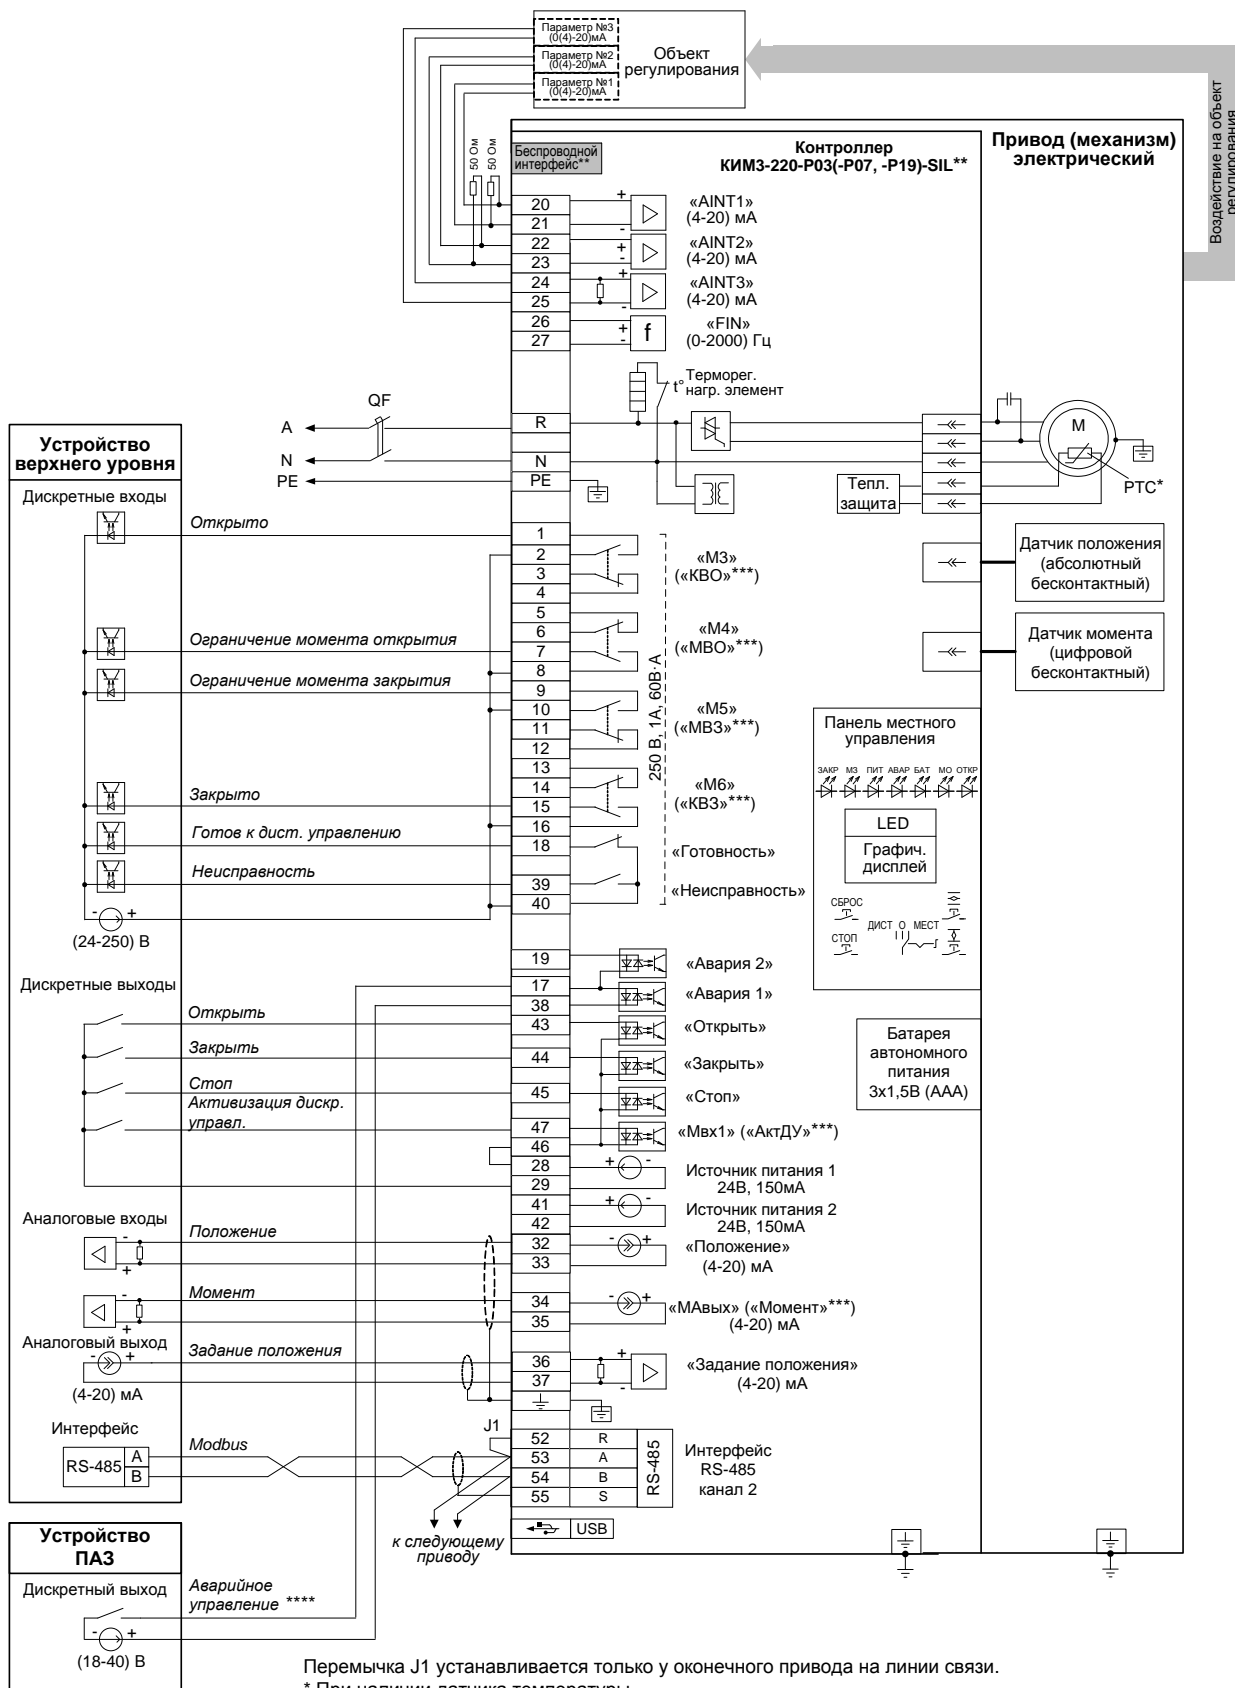 Параметр №3
(0(4)-20)мА
Параметр №2
(0(4)-20)мА
Параметр №1
(0(4)-20)мА
Объект
регулирования
Воздействие на объект
регулирования
50 Ом
50 Ом
Беспроводной
интерфейс**
Контроллер
КИМ3-220-Р03(-Р07, -Р19)-SIL**
Привод (механизм)
электрический
20
21
22
23
24
25
26
27
+
-
«AINT1»
(4-20) мА
+
-
«AINT2»
(4-20) мА
+
-
«AINT3»
(4-20) мА
+
-
f
«FIN»
(0-2000) Гц
t°
Терморег.
нагр. элемент
QF
A
N
PE
R
N
PE
M
Тепл.
защита
PTC*
Устройство
верхнего уровня
Дискретные входы
Открыто
Ограничение момента открытия
Ограничение момента закрытия
Закрыто
Готов к дист. управлению
Неисправность
- +
(24-250) В
1
2
3
4
5
6
7
8
9
10
11
12
13
14
15
16
18
39
40
«М3»
(«КВО»***)
«М4»
(«МВО»***)
«М5»
(«МВЗ»***)
«М6»
(«КВЗ»***)
«Готовность»
«Неисправность»
250 В, 1А, 60В·А
Датчик положения
(абсолютный
бесконтактный)
Датчик момента
(цифровой
бесконтактный)
Панель местного
управления
ЗАКР МЗ ПИТ АВАР БАТ МО ОТКР
LED
Графич.
дисплей
СБРОС
СТОП
ДИСТ О МЕСТ
Батарея
автономного
питания
3х1,5В (ААА)
Дискретные выходы
Открыть
Закрыть
Стоп
Активизация дискр.
управл.
19
17
38
43
44
45
47
46
28
29
41
42
32
33
34
35
36
37
«Авария 2»
«Авария 1»
«Открыть»
«Закрыть»
«Стоп»
«Мвх1» («АктДУ»***)
+ -
Источник питания 1
24В, 150мА
+ -
Источник питания 2
24В, 150мА
- +
«Положение»
(4-20) мА
- +
«МАвых» («Момент»***)
(4-20) мА
+
-
«Задание положения»
(4-20) мА
Аналоговые входы
-
+
Положение
-
+
Момент
Аналоговый выход
- +
Задание положения
(4-20) мА
Интерфейс
RS-485
A
B
Modbus
J1
52
53
54
55
R
A
B
S
RS-485
Интерфейс
RS-485
канал 2
USB
к следующему
приводу
Устройство
ПАЗ
Дискретный выход
Аварийное
управление ****
- +
(18-40) В
Перемычка J1 устанавливается только у оконечного привода на линии связи.
* При наличии датчика температуры